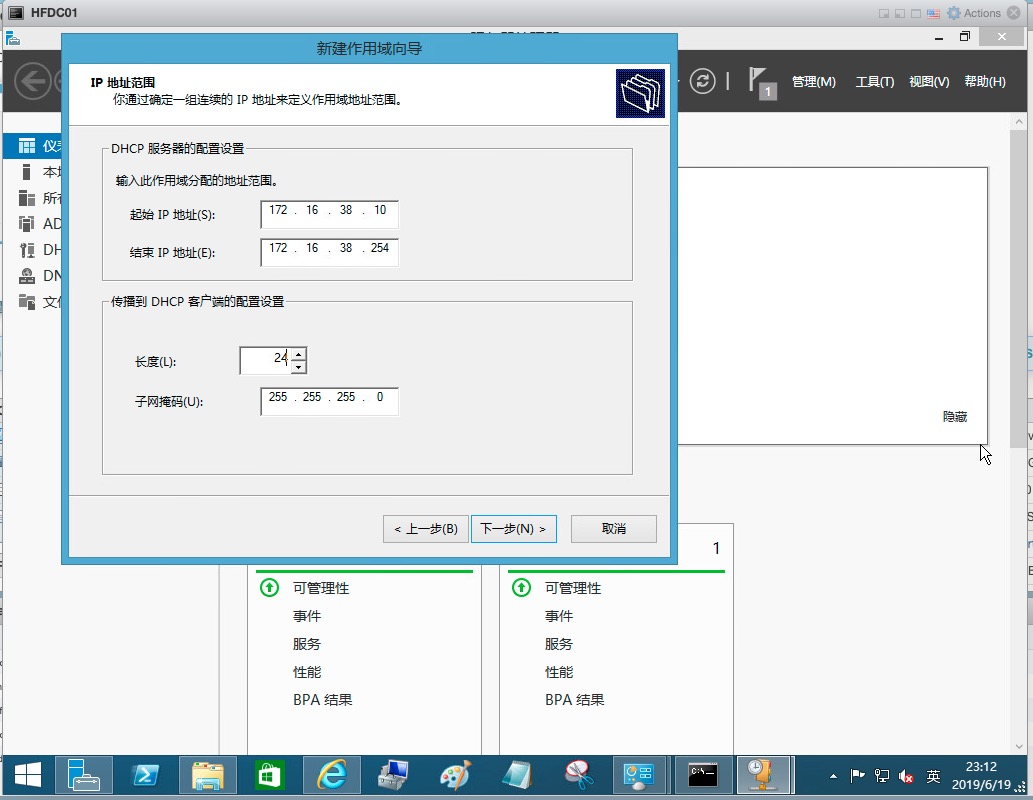 HFDC01
Actions
新建作用域向导
IP 地址范围
你通过确定一组连续的 IP 地址来定义作用域地址范围。
1
管理(M)
工具(T)
视图(V)
帮助(H)
DHCP 服务器的配置设置
输入此作用域分配的地址范围。
起始 IP 地址(S):
172 . 16 . 38 . 10
结束 IP 地址(E):
172 . 16 . 38 . 254
传播到 DHCP 客户端的配置设置
长度(L):
24
子网掩码(U):
255 . 255 . 255 . 0
< 上一步(B)
下一步(N) >
取消
AD
隐藏
1
可管理性
事件
服务
性能
BPA 结果
可管理性
事件
服务
性能
BPA 结果
英
23:12
2019/6/19